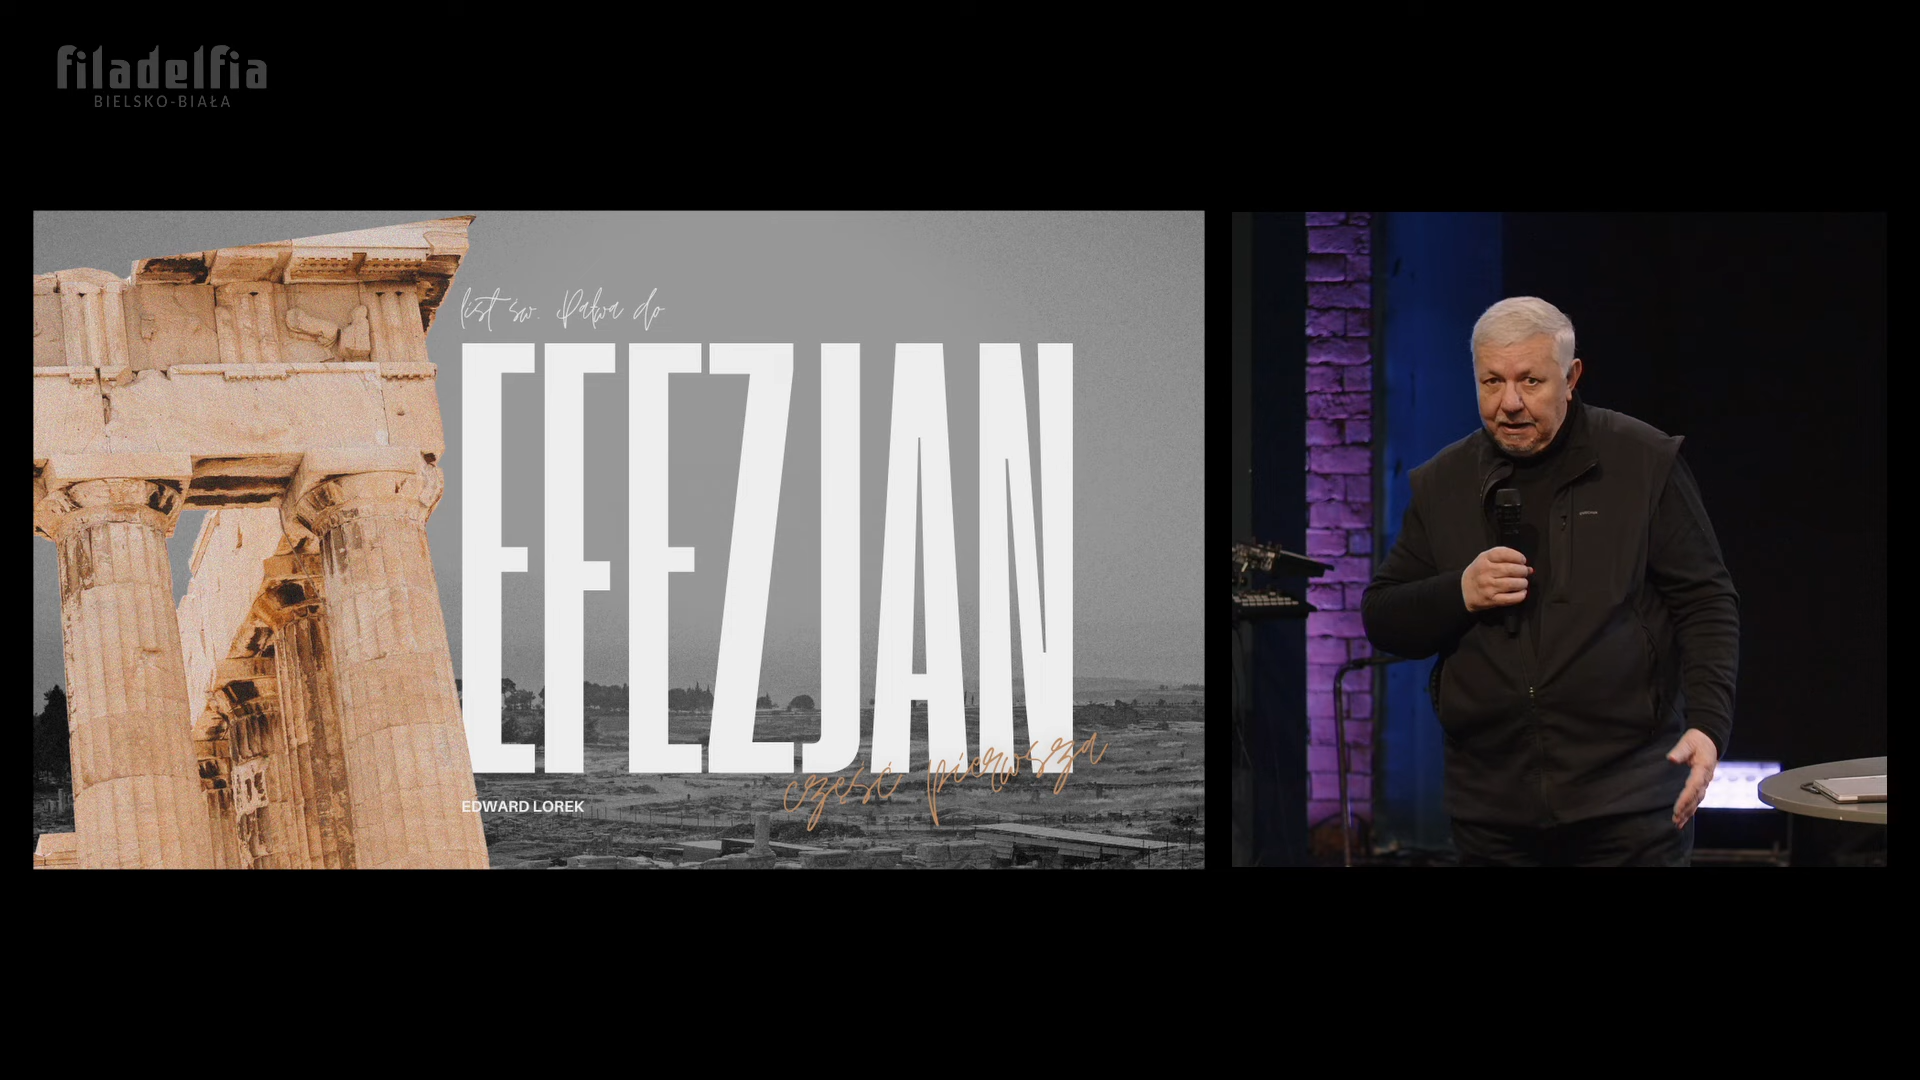 filadelfia
BIELSKO-BIAŁA
list św. Pawła do
EFEZJAN
część pierwsza
EDWARD LOREK